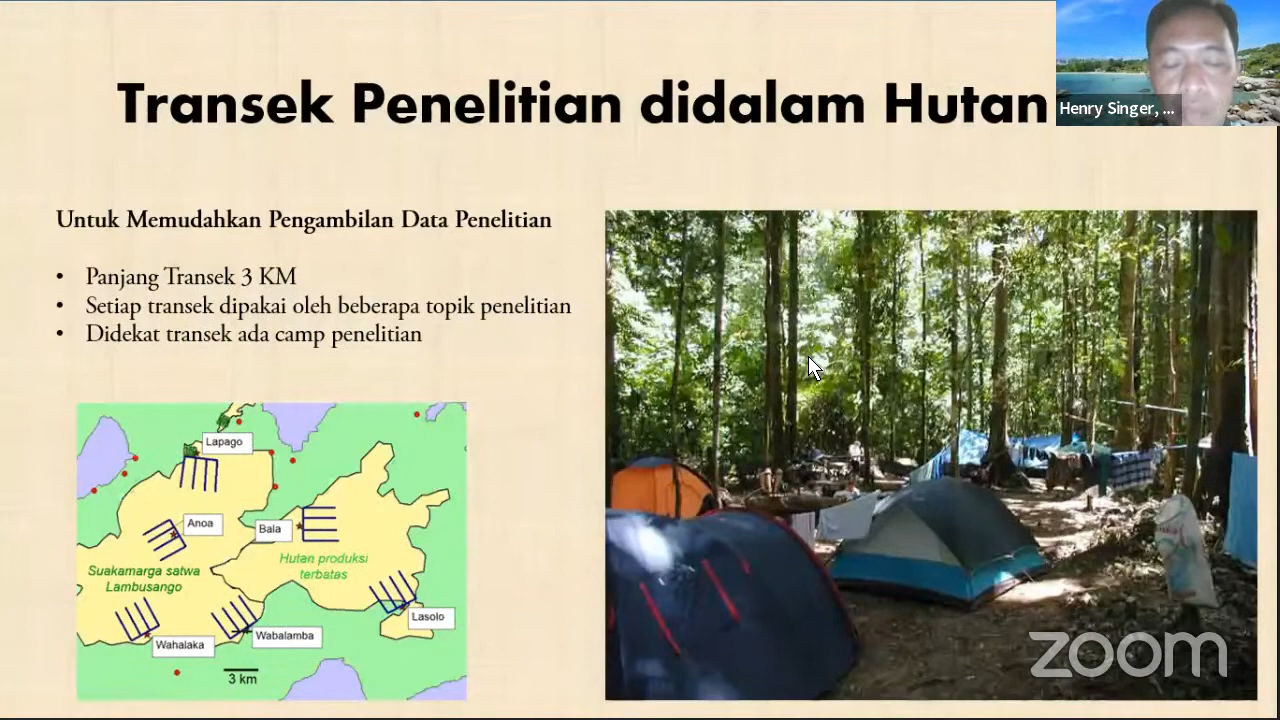 Transek Penelitian didalam Hutan
Henry Singer, ...
Untuk Memudahkan Pengambilan Data Penelitian
• Panjang Transek 3 KM
• Setiap transek dipakai oleh beberapa topik penelitian
• Didekat transek ada camp penelitian
Lapago
Anoa
Bala
Hutan produksi
terbatas
Suakamarga satwa
Lambusango
Lasolo
Wabalamba
Wahalaka
3 km
zoom